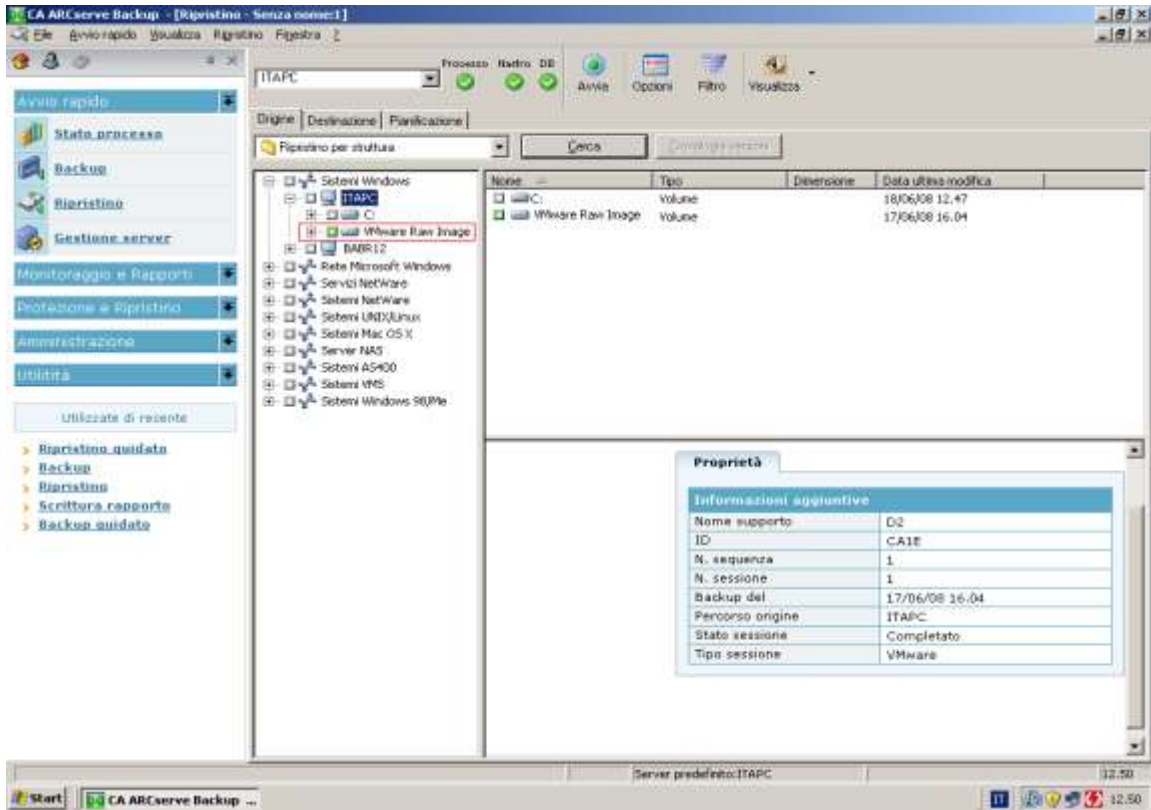 CA ARCserve Backup - [Ripristino - Senza nome:1]
File Avvio rapido Visualizza Ripristino Finestra ?
ITAPC
Processo Nastro DB
Avvia Opzioni Filtro Visualizza
Avvio rapido
Stato processo
Backup
Ripristino
Gestione server
Monitoraggio e Rapporti
Protezione e Ripristino
Amministrazione
Utilità
Utilizzate di recente
Ripristino guidato
Backup
Ripristino
Scrittura rapporto
Backup guidato
Origine Destinazione Pianificazione
Ripristino per struttura
Cerca
Sistemi Windows
ITAPC
C:
VMware Raw Image
BABR12
Rete Microsoft Windows
Servizi NetWare
Sistemi NetWare
Sistemi UNIX/Linux
Sistemi Mac OS X
Server NAS
Sistemi AS400
Sistemi VMS
Sistemi Windows 98/Me
Nome Tipo Dimensione Data ultima modifica
C: Volume 18/06/08 12.47
VMware Raw Image Volume 17/06/08 16.04
Proprietà
Informazioni aggiuntive
Nome supporto D2
ID CA1E
N. sequenza 1
N. sessione 1
Backup del 17/06/08 16.04
Percorso origine ITAPC
Stato sessione Completato
Tipo sessione VMware
Server predefinito:ITAPC
12.50
Start
CA ARCserve Backup ...
IT
12.50